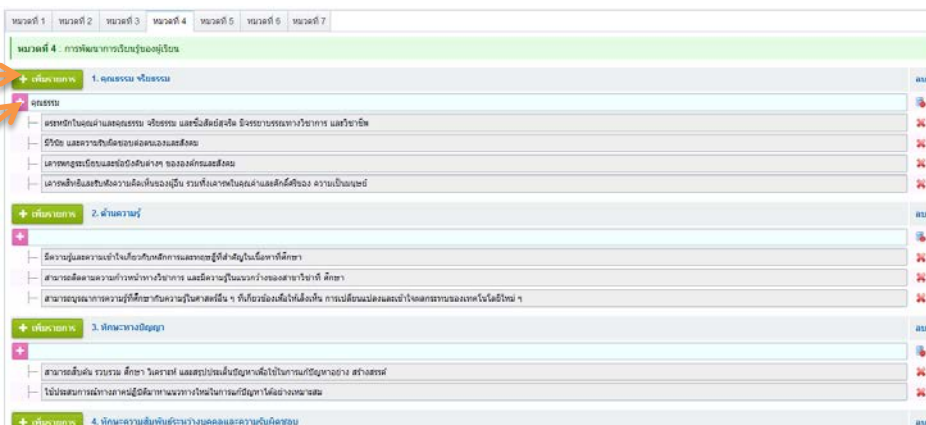 หมวดที่ 1 หมวดที่ 2 หมวดที่ 3 หมวดที่ 4 หมวดที่ 5 หมวดที่ 6 หมวดที่ 7
หมวดที่ 4 : การพัฒนาการเรียนรู้ของผู้เรียน
เพิ่มรายการ 1. คุณธรรม จริยธรรม ลบ
คุณธรรม
ตระหนักในคุณค่าและคุณธรรม จริยธรรม และซื่อสัตย์สุจริต มีจรรยาบรรณทางวิชาการ และวิชาชีพ
มีวินัย และความรับผิดชอบต่อตนเองและสังคม
เคารพกฎระเบียบและข้อบังคับต่างๆ ขององค์กรและสังคม
เคารพสิทธิและรับฟังความคิดเห็นของผู้อื่น รวมทั้งเคารพในคุณค่าและศักดิ์ศรีของ ความเป็นมนุษย์
เพิ่มรายการ 2. ด้านความรู้ ลบ
มีความรู้และความเข้าใจเกี่ยวกับหลักการและทฤษฎีที่สำคัญในเนื้อหาที่ศึกษา
สามารถติดตามความก้าวหน้าทางวิชาการ และมีความรู้ในแนวกว้างของสาขาวิชาที่ ศึกษา
สามารถบูรณาการความรู้ที่ศึกษากับความรู้ในศาสตร์อื่น ๆ ที่เกี่ยวข้องเพื่อให้เล็งเห็น การเปลี่ยนแปลงและเข้าใจผลกระทบของเทคโนโลยีใหม่ ๆ
เพิ่มรายการ 3. ทักษะทางปัญญา ลบ
สามารถสืบค้น รวบรวม ศึกษา วิเคราะห์ และสรุปประเด็นปัญหาเพื่อใช้ในการแก้ปัญหาอย่าง สร้างสรรค์
ใช้ประสบการณ์ทางภาคปฏิบัติมาหาแนวทางใหม่ในการแก้ปัญหาได้อย่างเหมาะสม
เพิ่มรายการ 4. ทักษะความสัมพันธ์ระหว่างบุคคลและความรับผิดชอบ ลบ